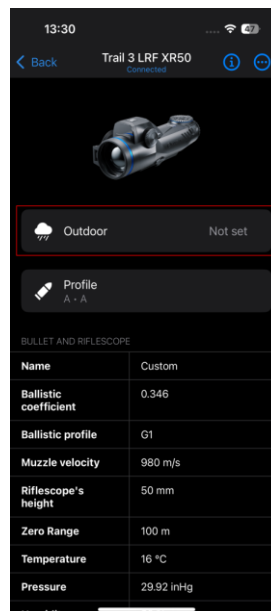 13:30
47
Back
Trail 3 LRF XR50
Connected
Outdoor
Not set
Profile
A • A
BULLET AND RIFLESCOPE
Name Custom
Ballistic coefficient 0.346
Ballistic profile G1
Muzzle velocity 980 m/s
Riflescope's height 50 mm
Zero Range 100 m
Temperature 16 °C
Pressure 29.92 inHg